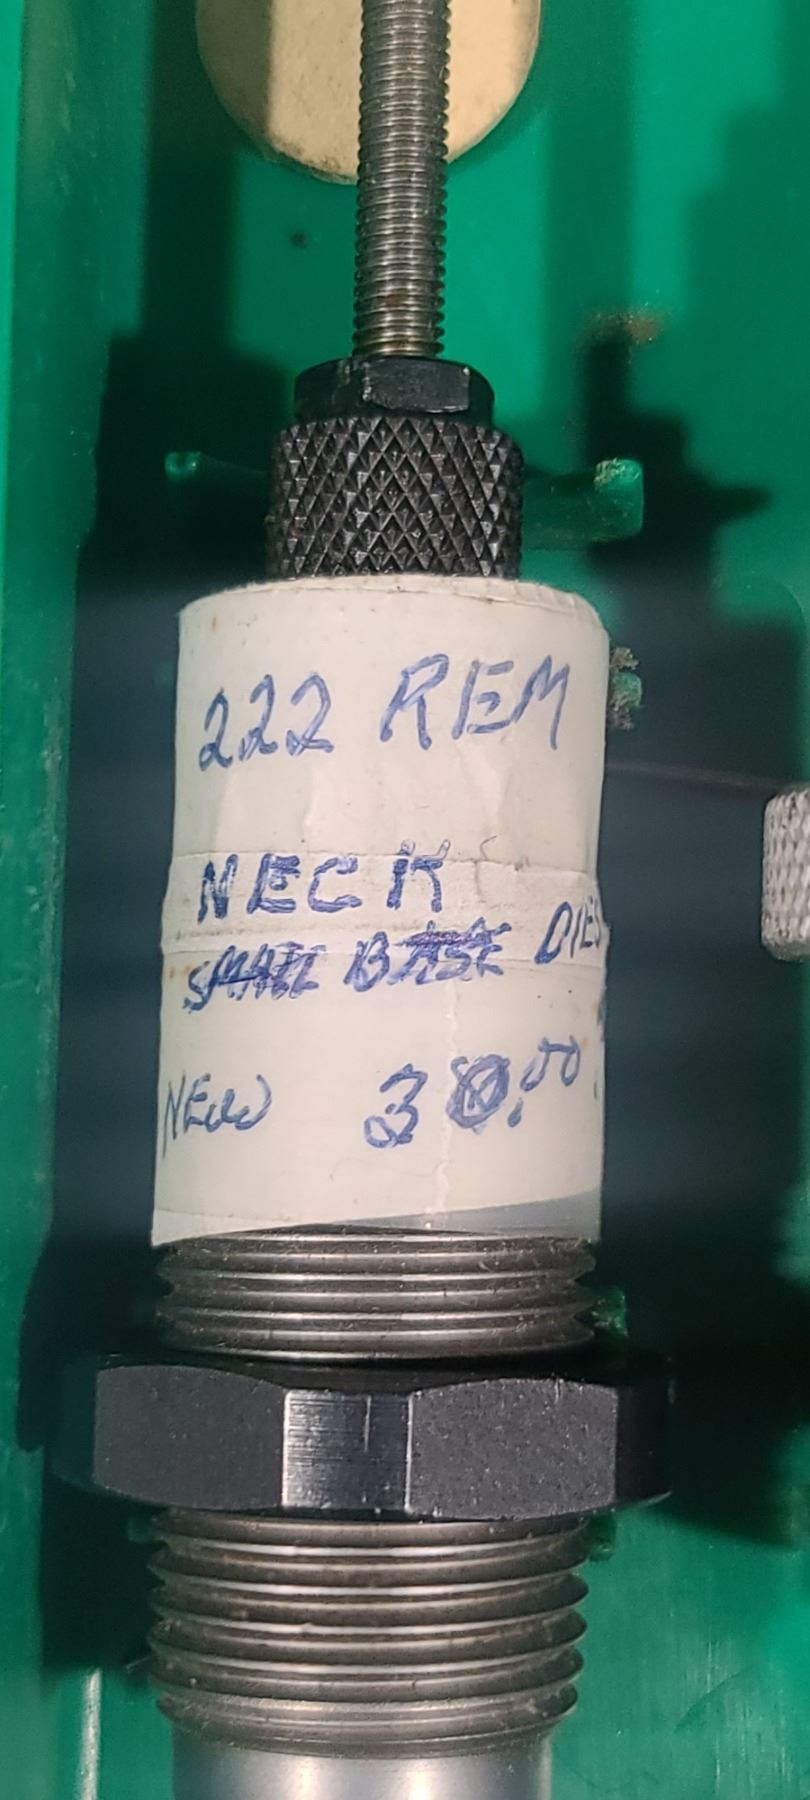 222 REM
NECK
SMALL BASE DIES
NEW 30.00